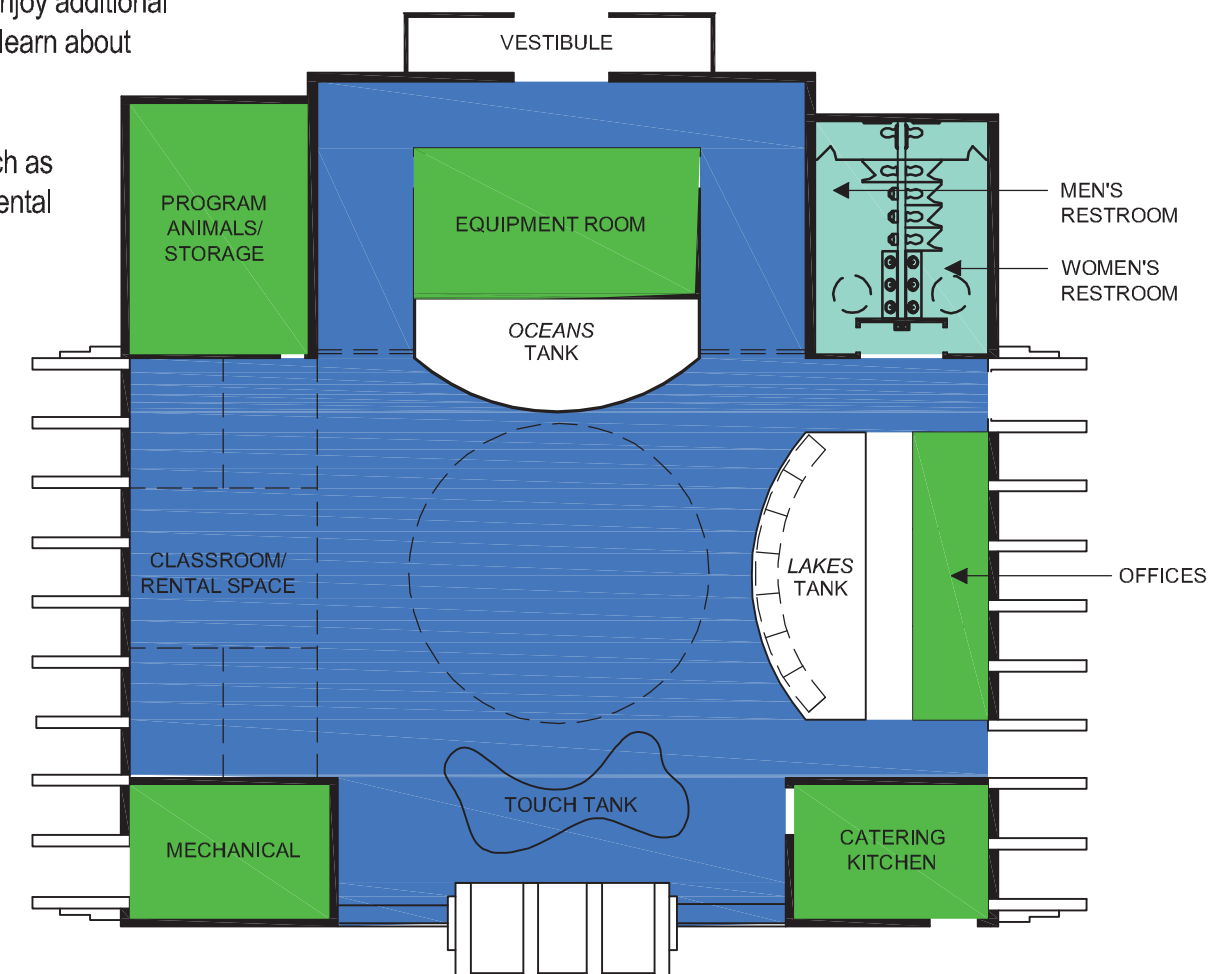 njoy additional
learn about
ch as
ental
VESTIBULE
PROGRAM
ANIMALS/
STORAGE
EQUIPMENT ROOM
MEN'S
RESTROOM
WOMEN'S
RESTROOM
OCEANS
TANK
CLASSROOM/
RENTAL SPACE
LAKES
TANK
OFFICES
TOUCH TANK
MECHANICAL
CATERING
KITCHEN